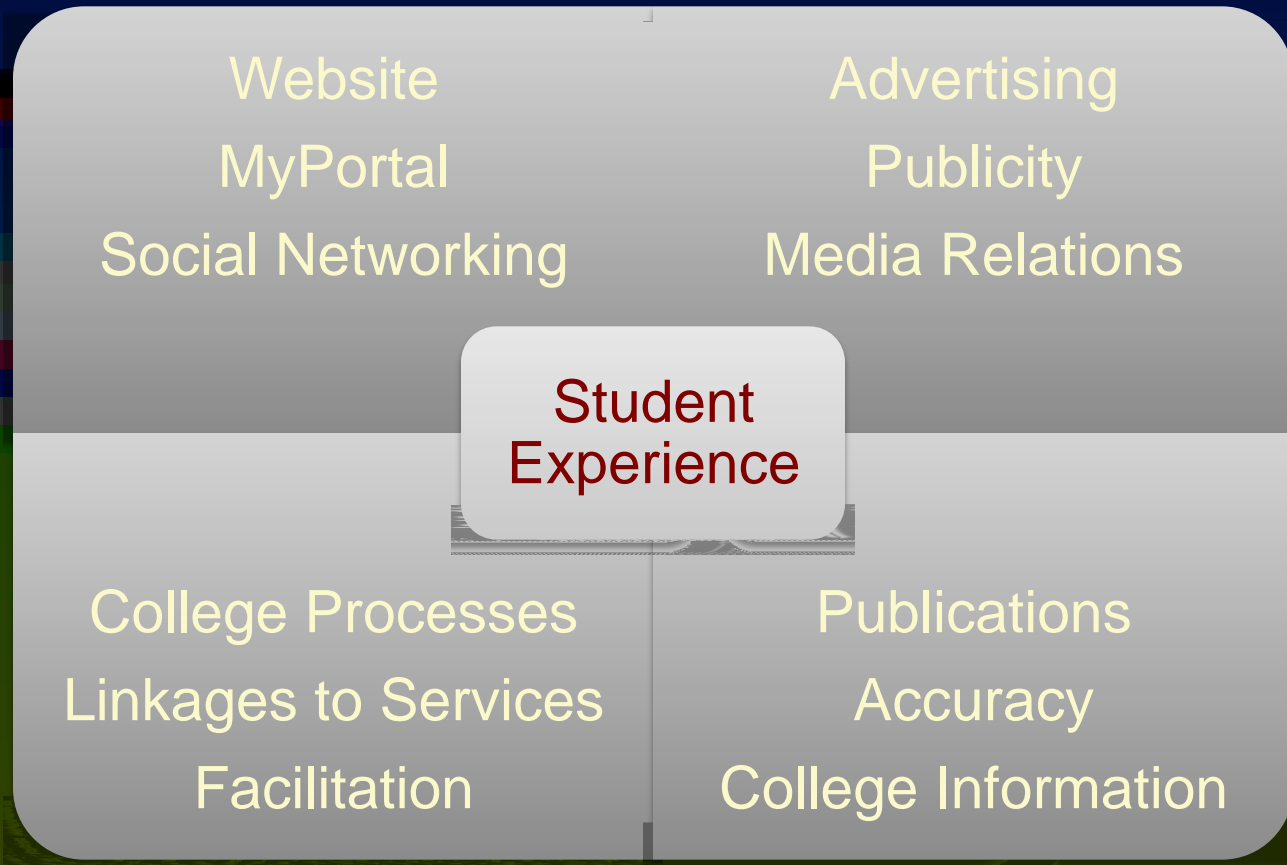 Website
MyPortal
Social Networking
Advertising
Publicity
Media Relations
Student
Experience
College Processes
Linkages to Services
Facilitation
Publications
Accuracy
College Information